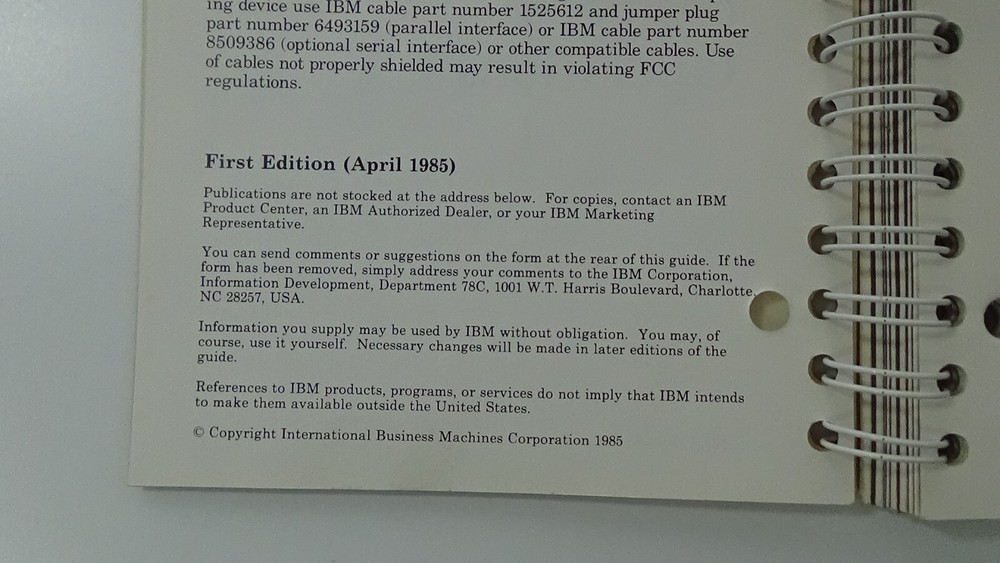 ing device use IBM cable part number 1525612 and jumper plug
part number 6493159 (parallel interface) or IBM cable part number
8509386 (optional serial interface) or other compatible cables. Use
of cables not properly shielded may result in violating FCC
regulations.
First Edition (April 1985)
Publications are not stocked at the address below. For copies, contact an IBM
Product Center, an IBM Authorized Dealer, or your IBM Marketing
Representative.
You can send comments or suggestions on the form at the rear of this guide. If the
form has been removed, simply address your comments to the IBM Corporation,
Information Development, Department 78C, 1001 W.T. Harris Boulevard, Charlotte,
NC 28257, USA.
Information you supply may be used by IBM without obligation. You may, of
course, use it yourself. Necessary changes will be made in later editions of the
guide.
References to IBM products, programs, or services do not imply that IBM intends
to make them available outside the United States.
© Copyright International Business Machines Corporation 1985